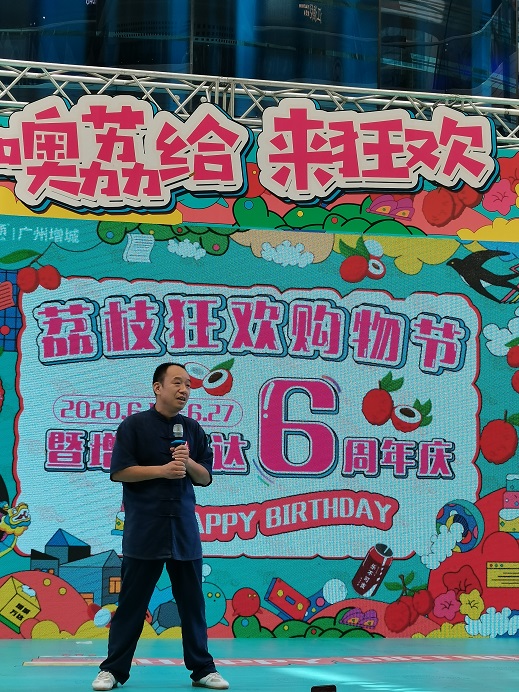 噢荔给 来狂欢
广州增城
荔枝狂欢购物节
2020.6. 6.27
暨增 达 6 周年庆
HAPPY BIRTHDAY